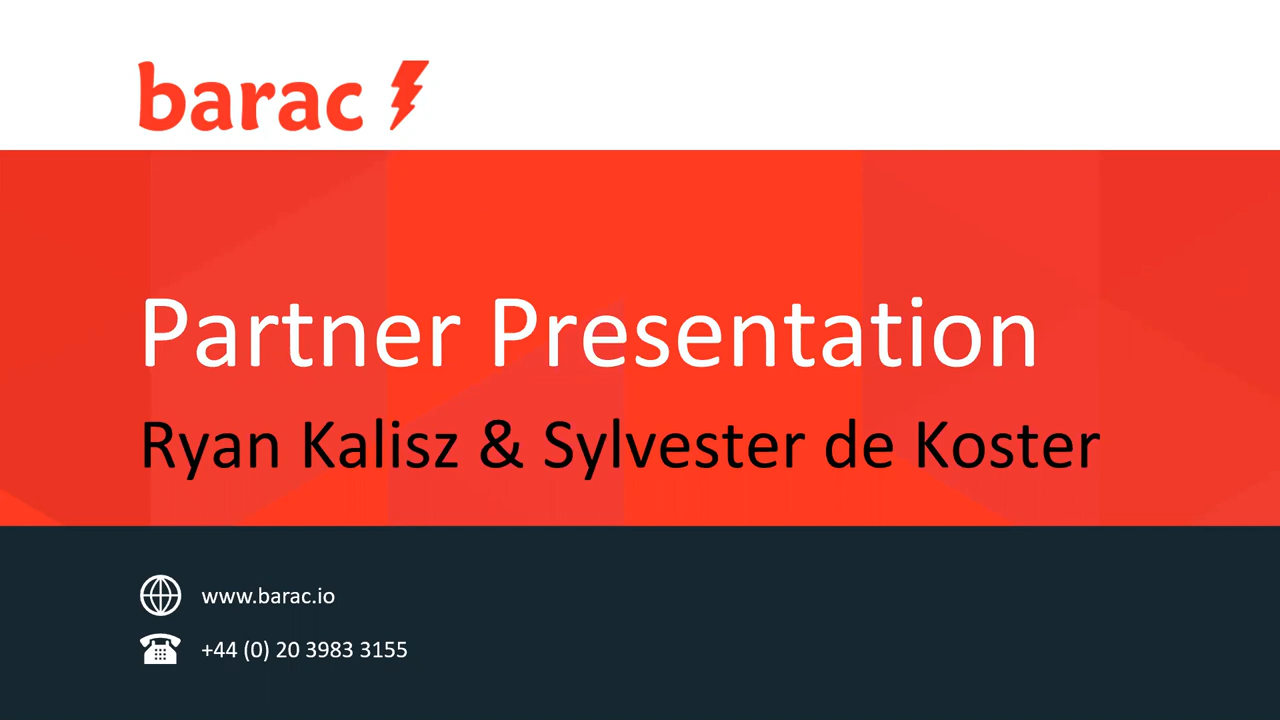 barac
Partner Presentation
Ryan Kalisz & Sylvester de Koster
www.barac.io
+44 (0) 20 3983 3155